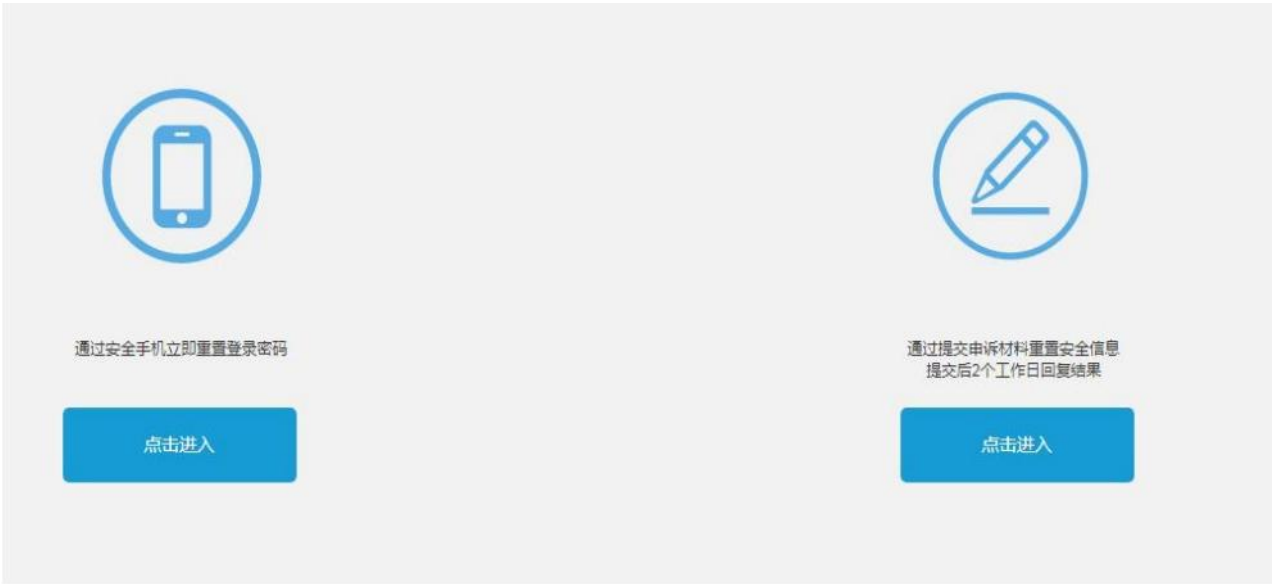 通过安全手机立即重置登录密码
点击进入
通过提交申诉材料重置安全信息
提交后2个工作日回复结果
点击进入